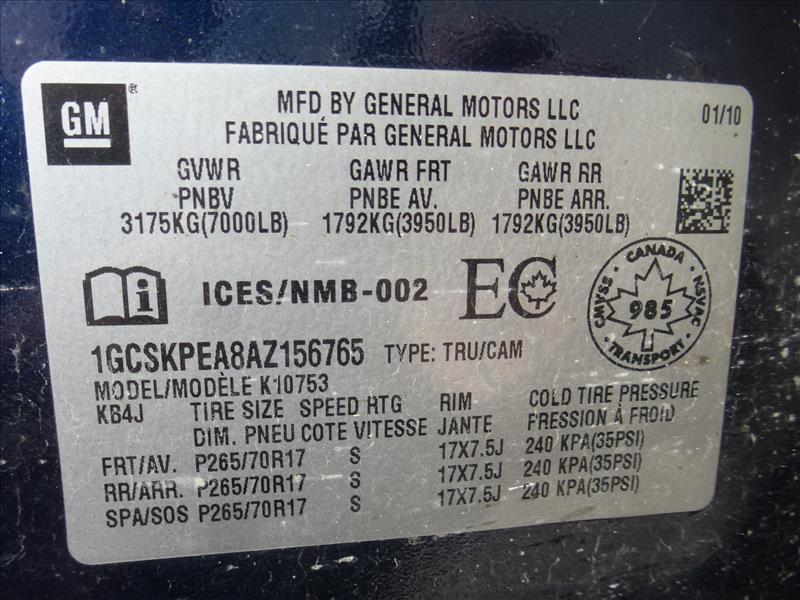 GM ®
MFD BY GENERAL MOTORS LLC 01/10
FABRIQUÉ PAR GENERAL MOTORS LLC
GVWR GAWR FRT GAWR RR
PNBV PNBE AV. PNBE ARR.
3175KG(7000LB) 1792KG(3950LB) 1792KG(3950LB)
i ICES/NMB-002 EC
CANADA
CMVSS 985 NSVAC
TRANSPORT
1GCSKPEA8AZ156765 TYPE: TRU/CAM
MODEL/MODÈLE K10753
KB4J TIRE SIZE SPEED RTG RIM COLD TIRE PRESSURE
DIM. PNEU COTE VITESSE JANTE PRESSION À FROID
FRT/AV. P265/70R17 S 17X7.5J 240 KPA(35PSI)
RR/ARR. P265/70R17 S 17X7.5J 240 KPA(35PSI)
SPA/SOS P265/70R17 S 17X7.5J 240 KPA(35PSI)